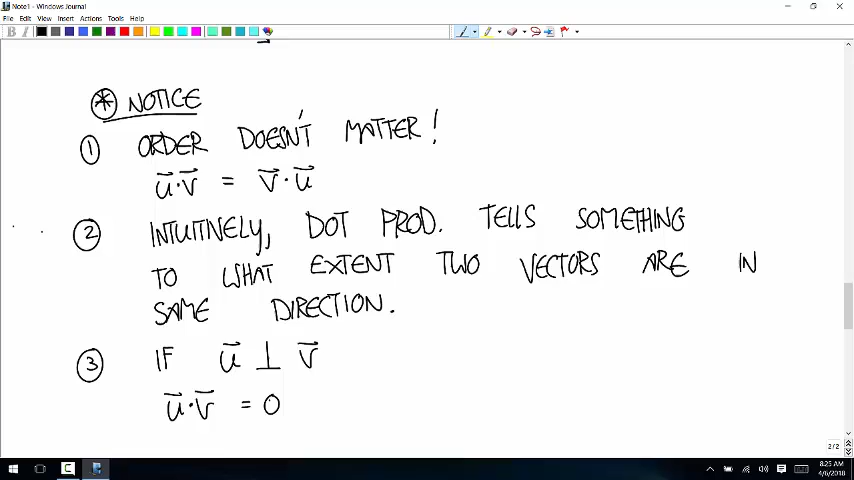 Note1 - Windows Journal
File Edit View Insert Actions Tools Help
B I
* NOTICE
1 ORDER DOESN'T MATTER!
u⃗·v⃗ = v⃗·u⃗
2 INTUITIVELY, DOT PROD. TELLS SOMETHING
TO WHAT EXTENT TWO VECTORS ARE IN
SAME DIRECTION.
3 IF u⃗ ⊥ v⃗
u⃗·v⃗ = 0
2/2
8:25 AM
4/6/2018